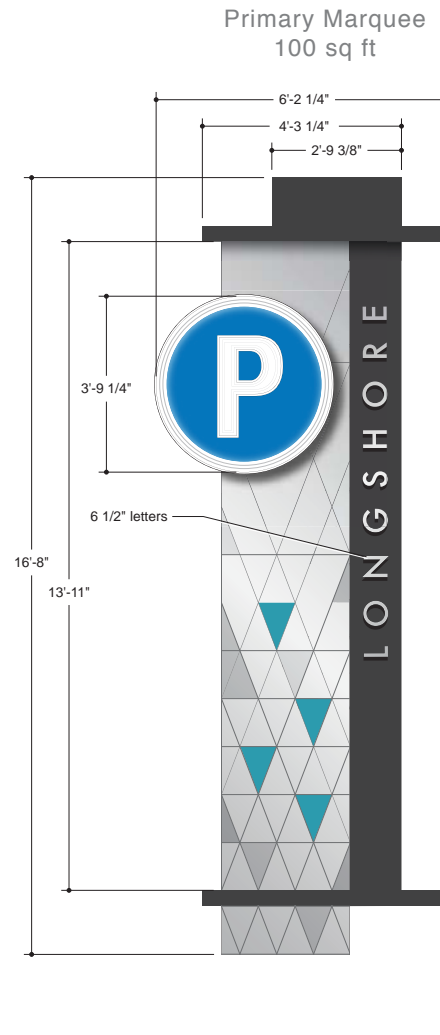 Primary Marquee
100 sq ft
6'-2 1/4"
4'-3 1/4"
2'-9 3/8"
P
3'-9 1/4"
LONGSHORE
6 1/2" letters
16'-8"
13'-11"